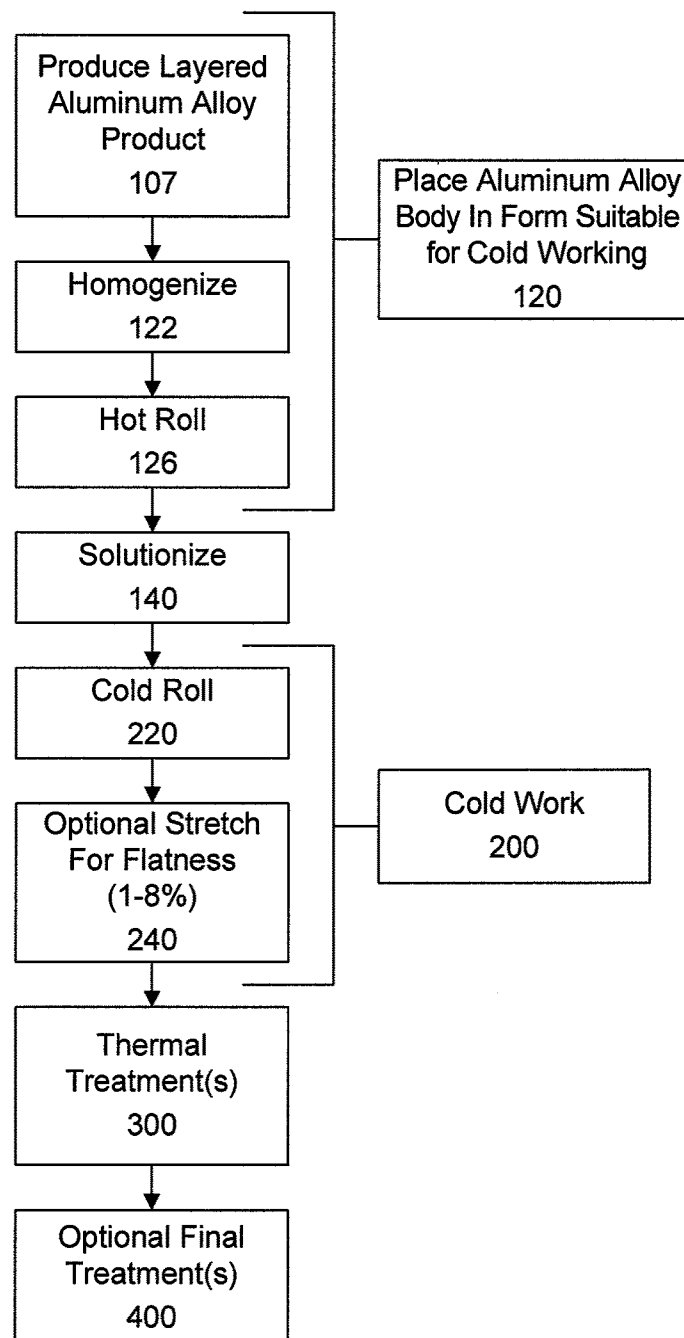 Produce Layered
Aluminum Alloy
Product
107
Place Aluminum Alloy
Body In Form Suitable
for Cold Working
120
Homogenize
122
Hot Roll
126
Solutionize
140
Cold Roll
220
Optional Stretch
For Flatness
(1-8%)
240
Cold Work
200
Thermal
Treatment(s)
300
Optional Final
Treatment(s)
400